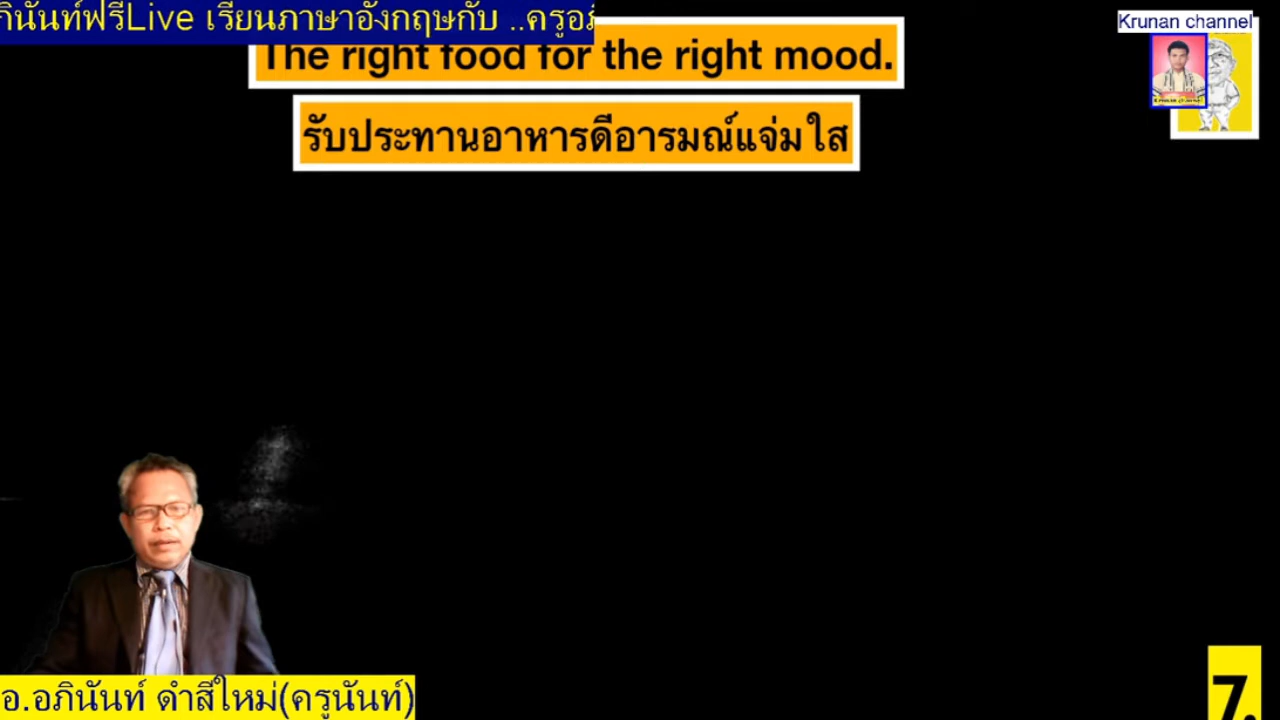 กินันท์ฟรีLive เรียนภาษาอังกฤษกับ ..ครูอภิ
Krunan channel
The right food for the right mood.
รับประทานอาหารดีอารมณ์แจ่มใส
อ.อภินันท์ ดำสีใหม่(ครูนันท์)
7.